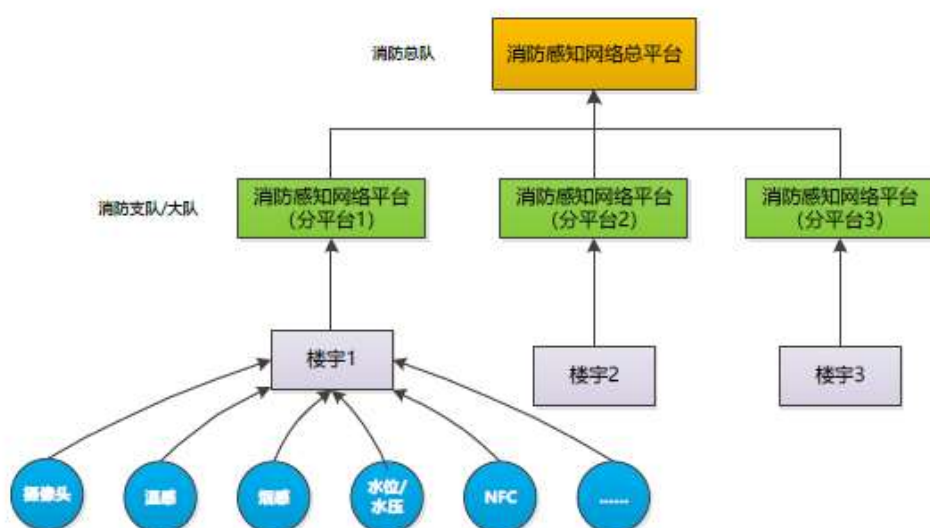 消防总队
消防感知网络总平台
消防支队/大队
消防感知网络平台
(分平台1)
消防感知网络平台
(分平台2)
消防感知网络平台
(分平台3)
楼宇1
楼宇2
楼宇3
摄像头
温感
烟感
水位/
水压
NFC
......